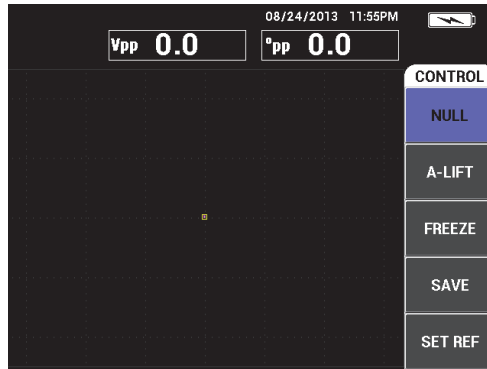 08/24/2013 11:55PM
Vpp 0.0
°pp 0.0
CONTROL
NULL
A-LIFT
FREEZE
SAVE
SET REF